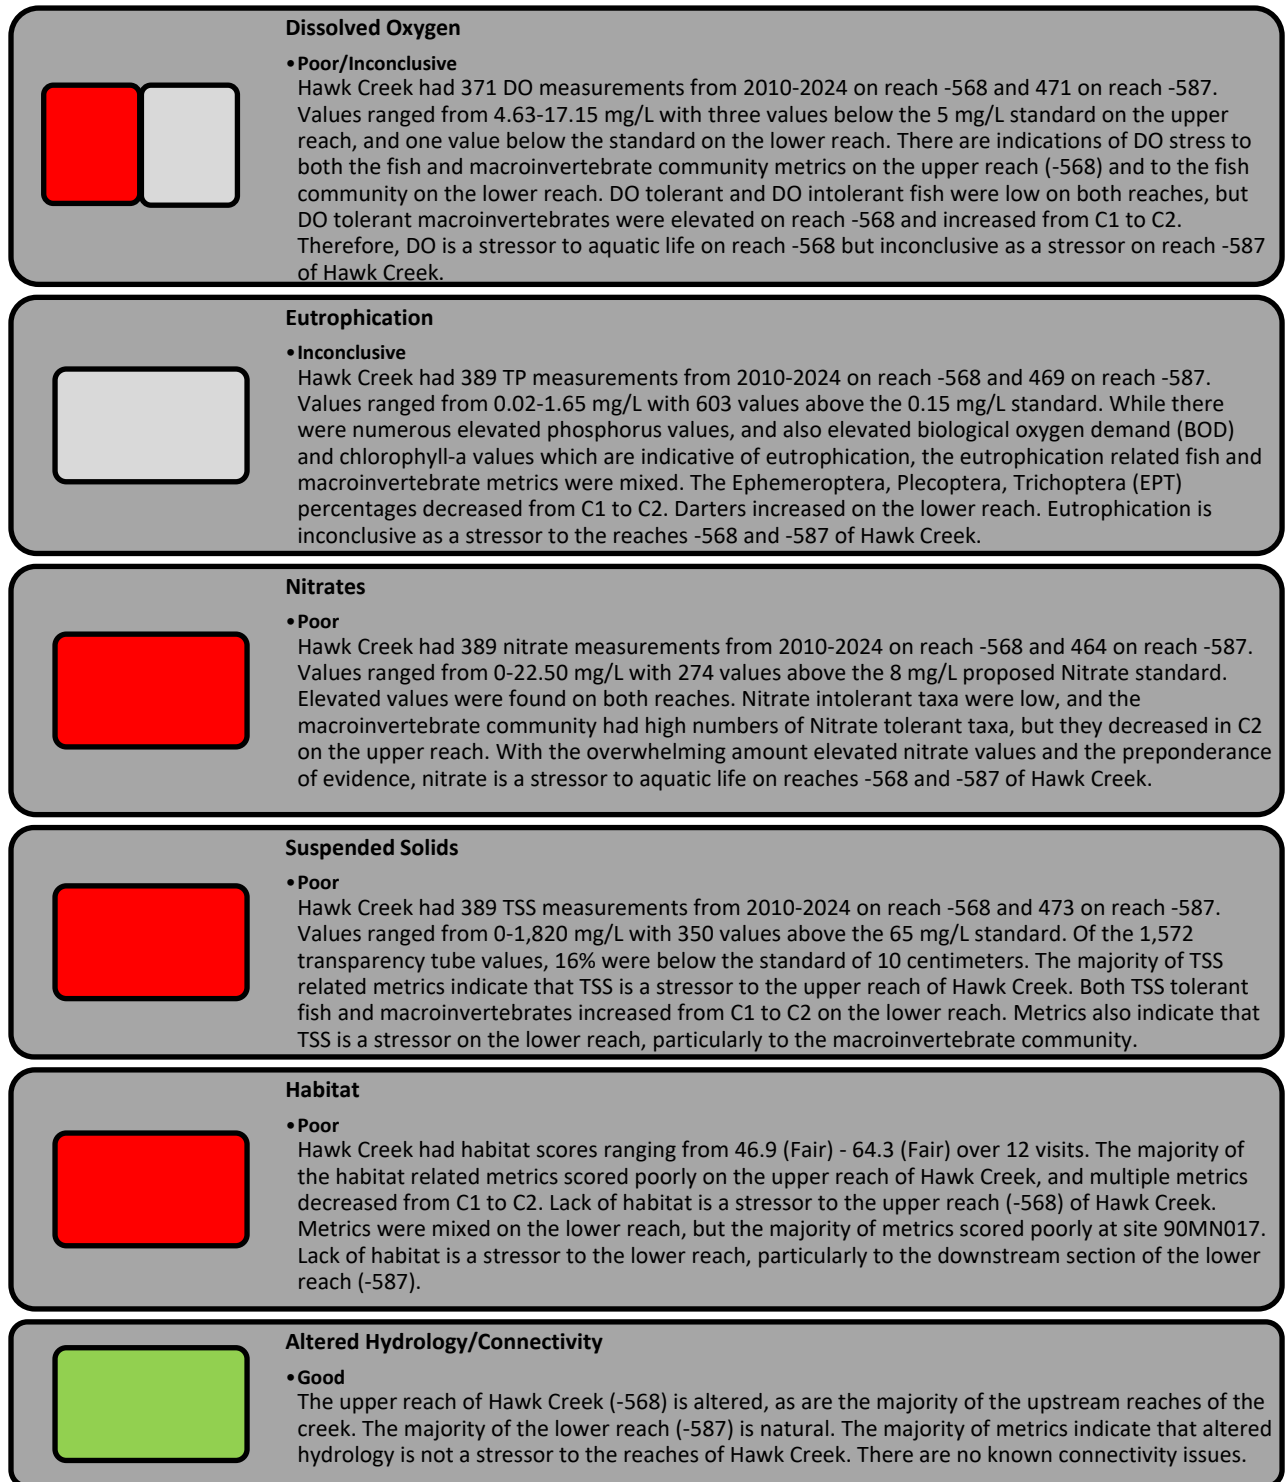 Dissolved Oxygen
•Poor/Inconclusive
Hawk Creek had 371 DO measurements from 2010-2024 on reach -568 and 471 on reach -587.
Values ranged from 4.63-17.15 mg/L with three values below the 5 mg/L standard on the upper
reach, and one value below the standard on the lower reach. There are indications of DO stress to
both the fish and macroinvertebrate community metrics on the upper reach (-568) and to the fish
community on the lower reach. DO tolerant and DO intolerant fish were low on both reaches, but
DO tolerant macroinvertebrates were elevated on reach -568 and increased from C1 to C2.
Therefore, DO is a stressor to aquatic life on reach -568 but inconclusive as a stressor on reach -587
of Hawk Creek.
Eutrophication
•Inconclusive
Hawk Creek had 389 TP measurements from 2010-2024 on reach -568 and 469 on reach -587.
Values ranged from 0.02-1.65 mg/L with 603 values above the 0.15 mg/L standard. While there
were numerous elevated phosphorus values, and also elevated biological oxygen demand (BOD)
and chlorophyll-a values which are indicative of eutrophication, the eutrophication related fish and
macroinvertebrate metrics were mixed. The Ephemeroptera, Plecoptera, Trichoptera (EPT)
percentages decreased from C1 to C2. Darters increased on the lower reach. Eutrophication is
inconclusive as a stressor to the reaches -568 and -587 of Hawk Creek.
Nitrates
•Poor
Hawk Creek had 389 nitrate measurements from 2010-2024 on reach -568 and 464 on reach -587.
Values ranged from 0-22.50 mg/L with 274 values above the 8 mg/L proposed Nitrate standard.
Elevated values were found on both reaches. Nitrate intolerant taxa were low, and the
macroinvertebrate community had high numbers of Nitrate tolerant taxa, but they decreased in C2
on the upper reach. With the overwhelming amount elevated nitrate values and the preponderance
of evidence, nitrate is a stressor to aquatic life on reaches -568 and -587 of Hawk Creek.
Suspended Solids
•Poor
Hawk Creek had 389 TSS measurements from 2010-2024 on reach -568 and 473 on reach -587.
Values ranged from 0-1,820 mg/L with 350 values above the 65 mg/L standard. Of the 1,572
transparency tube values, 16% were below the standard of 10 centimeters. The majority of TSS
related metrics indicate that TSS is a stressor to the upper reach of Hawk Creek. Both TSS tolerant
fish and macroinvertebrates increased from C1 to C2 on the lower reach. Metrics also indicate that
TSS is a stressor on the lower reach, particularly to the macroinvertebrate community.
Habitat
•Poor
Hawk Creek had habitat scores ranging from 46.9 (Fair) - 64.3 (Fair) over 12 visits. The majority of
the habitat related metrics scored poorly on the upper reach of Hawk Creek, and multiple metrics
decreased from C1 to C2. Lack of habitat is a stressor to the upper reach (-568) of Hawk Creek.
Metrics were mixed on the lower reach, but the majority of metrics scored poorly at site 90MN017.
Lack of habitat is a stressor to the lower reach, particularly to the downstream section of the lower
reach (-587).
Altered Hydrology/Connectivity
•Good
The upper reach of Hawk Creek (-568) is altered, as are the majority of the upstream reaches of the
creek. The majority of the lower reach (-587) is natural. The majority of metrics indicate that altered
hydrology is not a stressor to the reaches of Hawk Creek. There are no known connectivity issues.